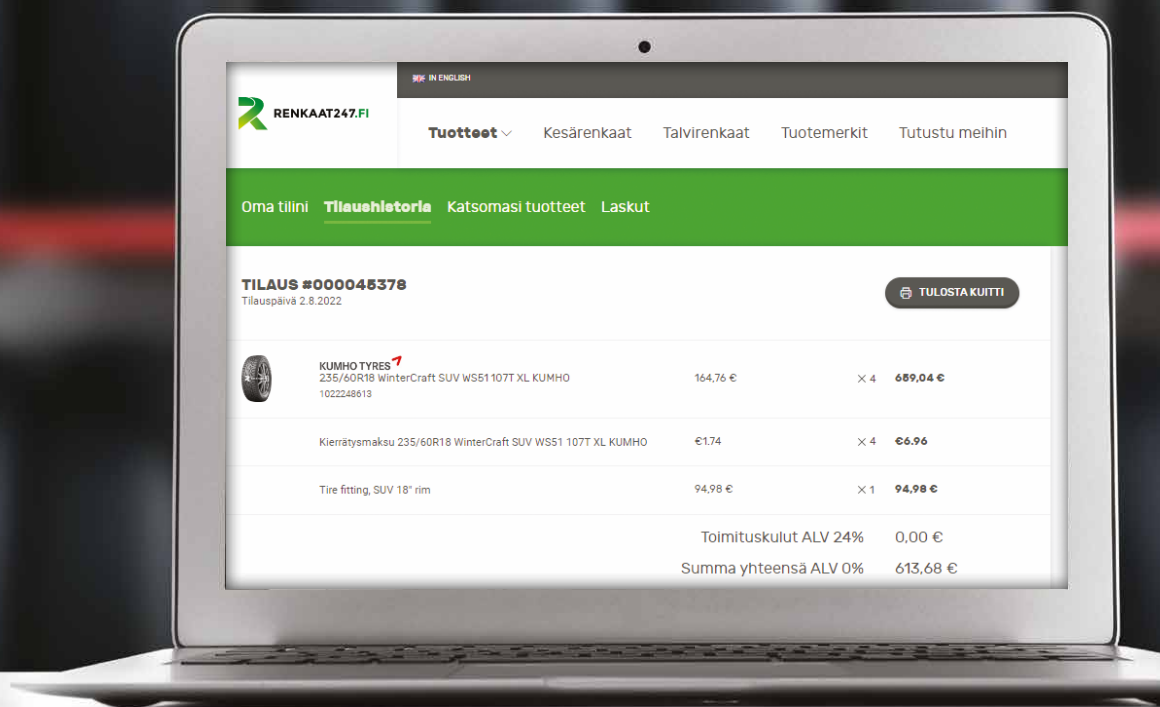 IN ENGLISH
RENKAAT247.FI
Tuotteet Kesärenkaat Talvirenkaat Tuotemerkit Tutustu meihin
Oma tilini Tilaushistoria Katsomasi tuotteet Laskut
TILAUS #000045378
Tilauspäivä 2.8.2022
TULOSTA KUITTI
KUMHO TYRES
235/60R18 WinterCraft SUV WS51 107T XL KUMHO 164,76 € × 4 659,04 €
1022248613
Kierrätysmaksu 235/60R18 WinterCraft SUV WS51 107T XL KUMHO €1.74 × 4 €6.96
Tire fitting, SUV 18" rim 94,98 € × 1 94,98 €
Toimituskulut ALV 24% 0,00 €
Summa yhteensä ALV 0% 613,68 €